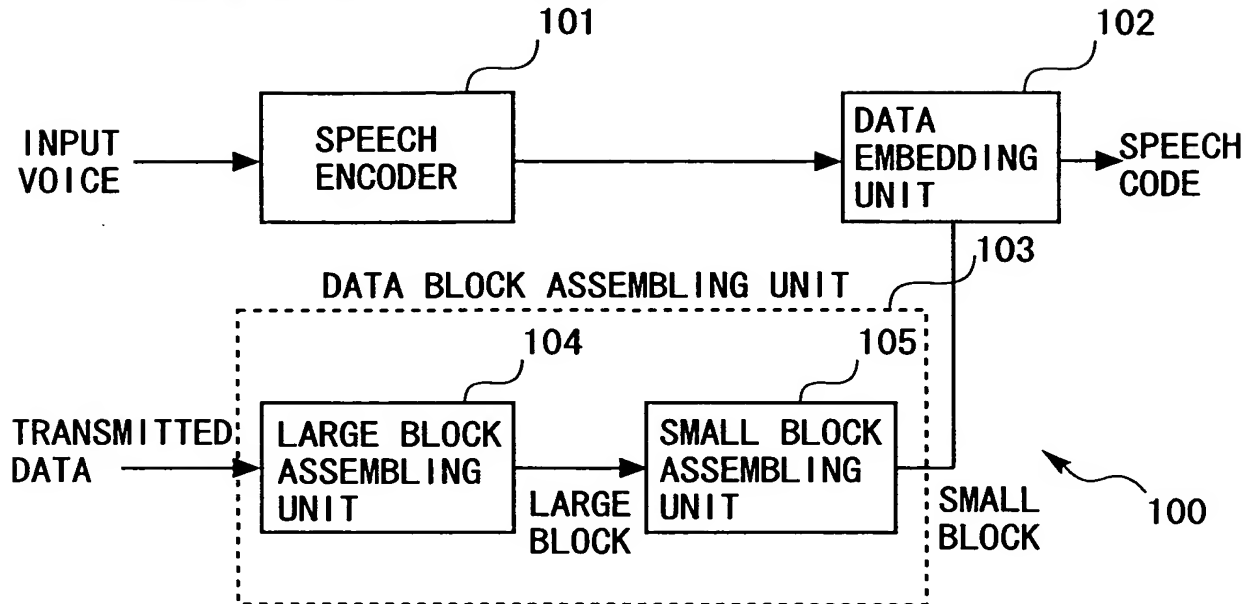 101
102
INPUT
VOICE
SPEECH
ENCODER
DATA
EMBEDDING
UNIT
SPEECH
CODE
103
DATA BLOCK ASSEMBLING UNIT
104
105
TRANSMITTED
DATA
LARGE BLOCK
ASSEMBLING
UNIT
LARGE
BLOCK
SMALL BLOCK
ASSEMBLING
UNIT
SMALL
BLOCK
100